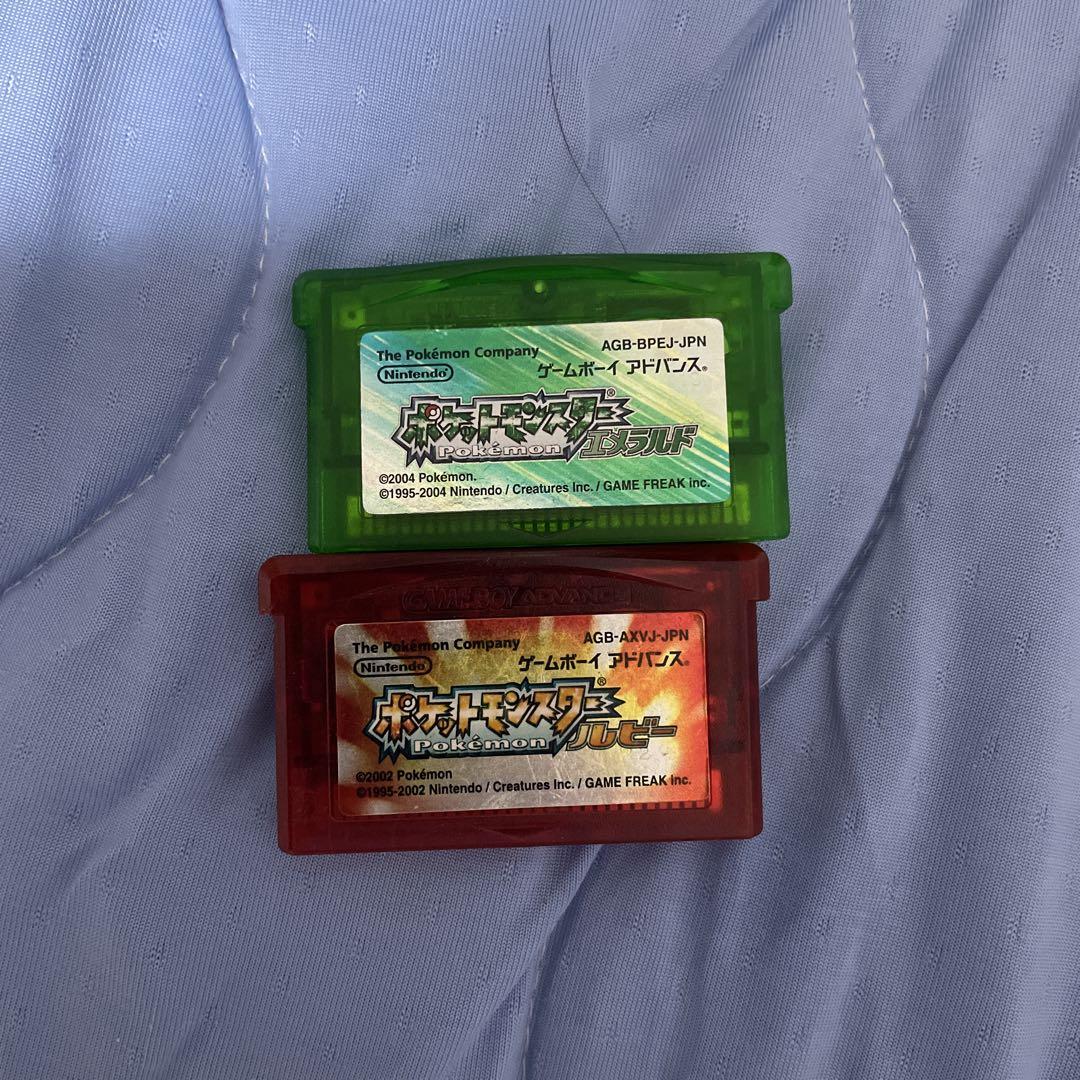 The Pokémon Company
AGB-BPEJ-JPN
Nintendo®
ゲームボーイ アドバンス®
ポケットモンスター®
Pokémon エメラルド
©2004 Pokémon.
©1995-2004 Nintendo / Creatures Inc. / GAME FREAK inc.
GAME BOY ADVANCE
The Pokémon Company
AGB-AXVJ-JPN
Nintendo®
ゲームボーイ アドバンス®
ポケットモンスター®
Pokémon ルビー
©2002 Pokémon
©1995-2002 Nintendo / Creatures Inc. / GAME FREAK inc.